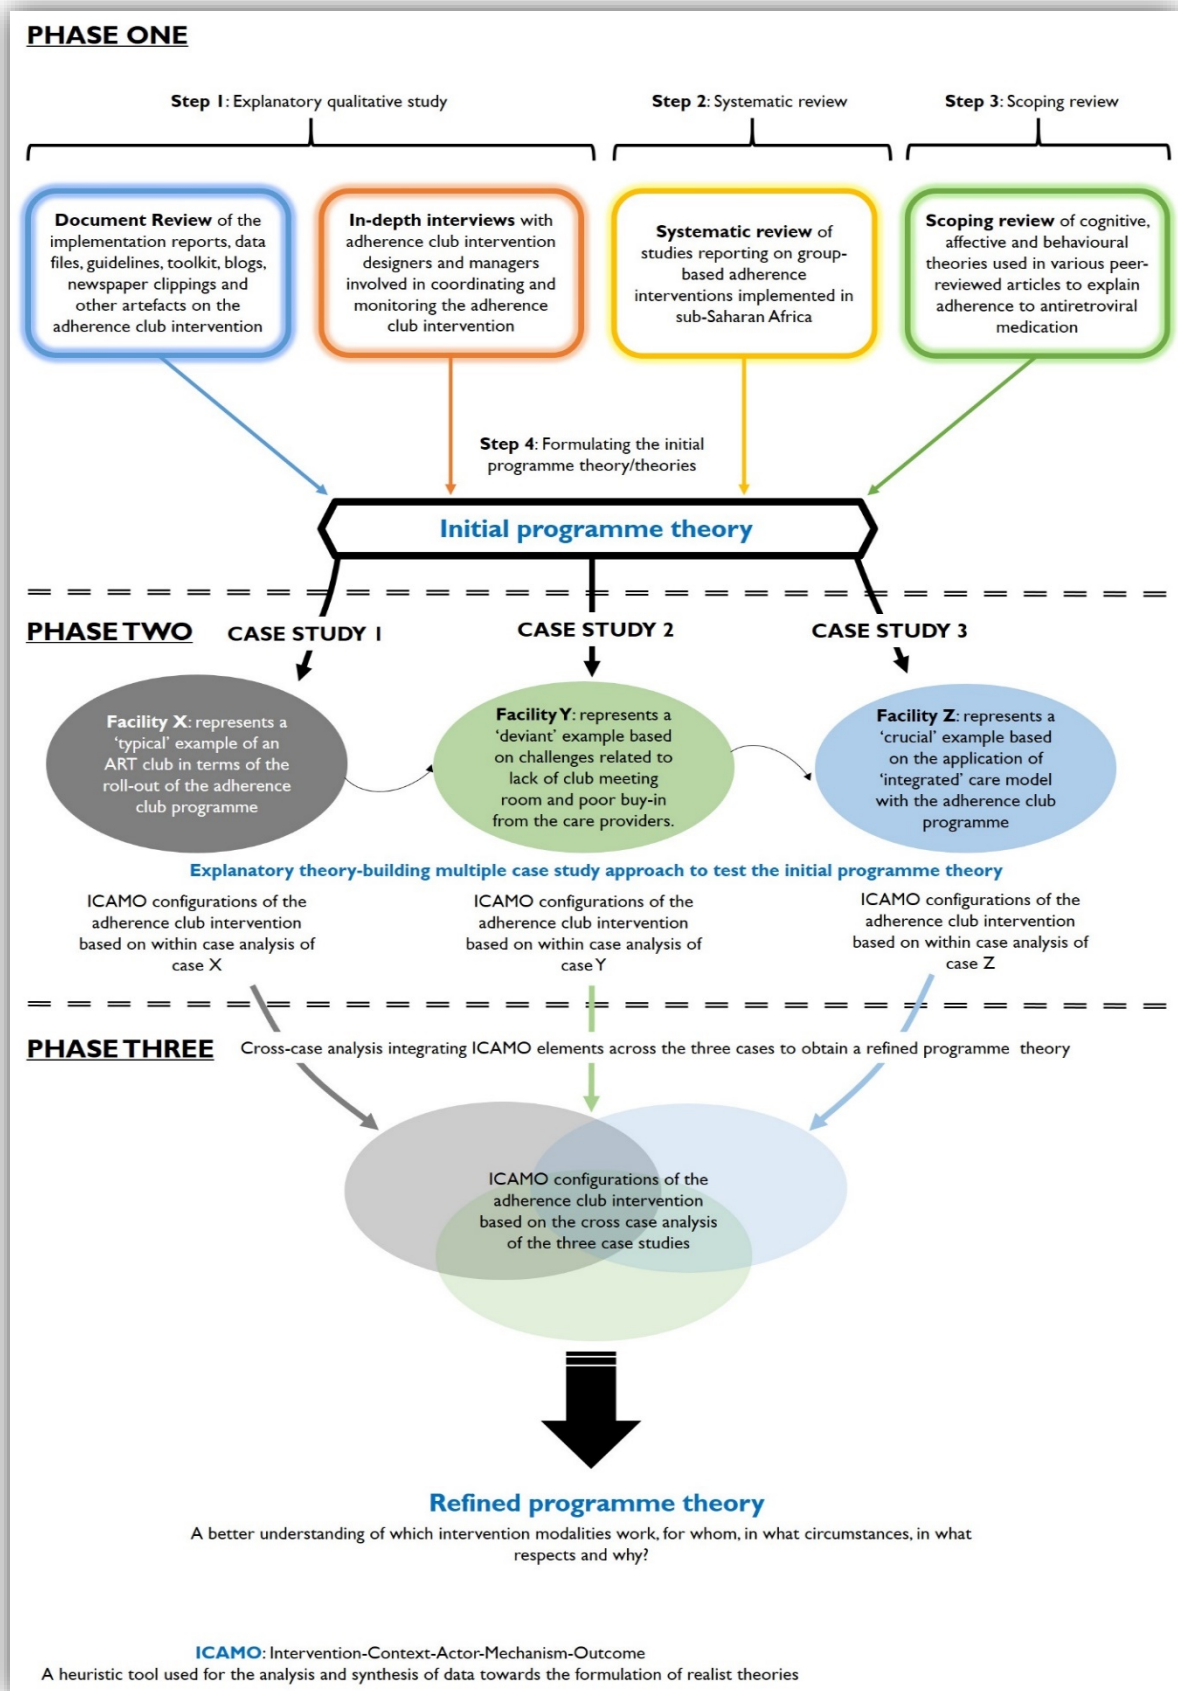 PHASE ONE
Step 1: Explanatory qualitative study
Step 2: Systematic review
Step 3: Scoping review
Document Review of the
implementation reports, data
files, guidelines, toolkit, blogs,
newspaper clippings and
other artefacts on the
adherence club intervention
In-depth interviews with
adherence club intervention
designers and managers
involved in coordinating and
monitoring the adherence
club intervention
Systematic review of
studies reporting on group-
based adherence
interventions implemented in
sub-Saharan Africa
Scoping review of cognitive,
affective and behavioural
theories used in various peer-
reviewed articles to explain
adherence to antiretroviral
medication
Step 4: Formulating the initial
programme theory/theories
Initial programme theory
PHASE TWO
CASE STUDY 1
CASE STUDY 2
CASE STUDY 3
Facility X: represents a
‘typical’ example of an
ART club in terms of the
roll-out of the adherence
club programme
Facility Y: represents a
‘deviant’ example based
on challenges related to
lack of club meeting
room and poor buy-in
from the care providers.
Facility Z: represents a
‘crucial’ example based
on the application of
‘integrated’ care model
with the adherence club
programme
Explanatory theory-building multiple case study approach to test the initial programme theory
ICAMO configurations of the
adherence club intervention
based on within case analysis of
case X
ICAMO configurations of the
adherence club intervention
based on within case analysis of
case Y
ICAMO configurations of the
adherence club intervention
based on within case analysis of
case Z
PHASE THREE
Cross-case analysis integrating ICAMO elements across the three cases to obtain a refined programme theory
ICAMO configurations of the
adherence club intervention
based on the cross case analysis
of the three case studies
Refined programme theory
A better understanding of which intervention modalities work, for whom, in what circumstances, in what
respects and why?
ICAMO: Intervention-Context-Actor-Mechanism-Outcome
A heuristic tool used for the analysis and synthesis of data towards the formulation of realist theories